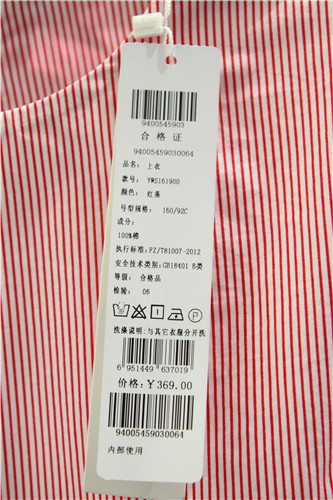 9400545903
合格证
94005459030064
品名: 上衣
款号: YWS161900
颜色: 红条
号型规格: 160/92C
成分:
100%棉
执行标准:FZ/T81007-2012
安全技术类别:GB18401 B类
等级: 合格品
检验: 06
洗涤说明:与其它衣服分开洗
6 951449 637019
价格:￥369.00
94005459030064
内部使用